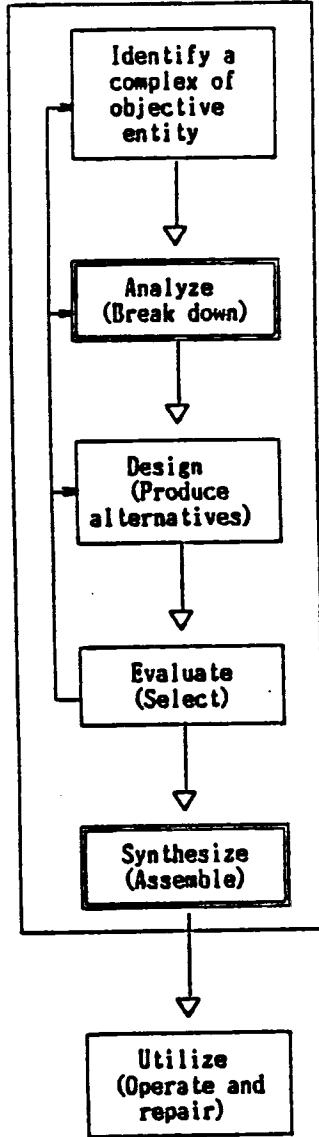 Identify a
complex of
objective
entity
Analyze
(Break down)
Design
(Produce
alternatives)
Evaluate
(Select)
Synthesize
(Assemble)
Utilize
(Operate and
repair)